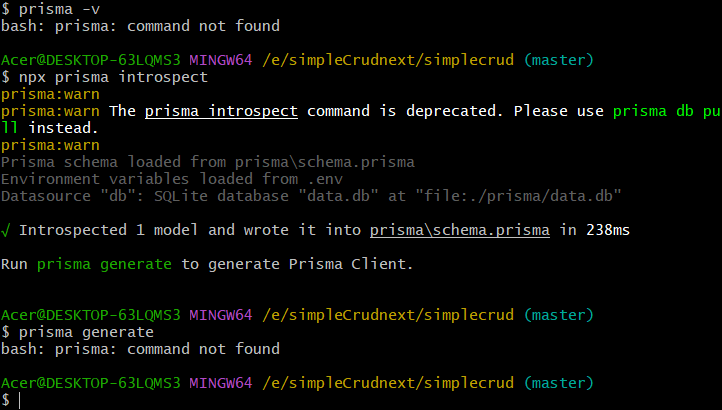 $ prisma -v
bash: prisma: command not found
Acer@DESKTOP-63LQMS3 MINGW64 /e/simpleCrudnext/simplecrud (master)
$ npx prisma introspect
prisma:warn
prisma:warn The prisma introspect command is deprecated. Please use prisma db pu
ll instead.
prisma:warn
Prisma schema loaded from prisma\schema.prisma
Environment variables loaded from .env
Datasource "db": SQLite database "data.db" at "file:./prisma/data.db"
√ Introspected 1 model and wrote it into prisma\schema.prisma in 238ms
Run prisma generate to generate Prisma Client.
Acer@DESKTOP-63LQMS3 MINGW64 /e/simpleCrudnext/simplecrud (master)
$ prisma generate
bash: prisma: command not found
Acer@DESKTOP-63LQMS3 MINGW64 /e/simpleCrudnext/simplecrud (master)
$